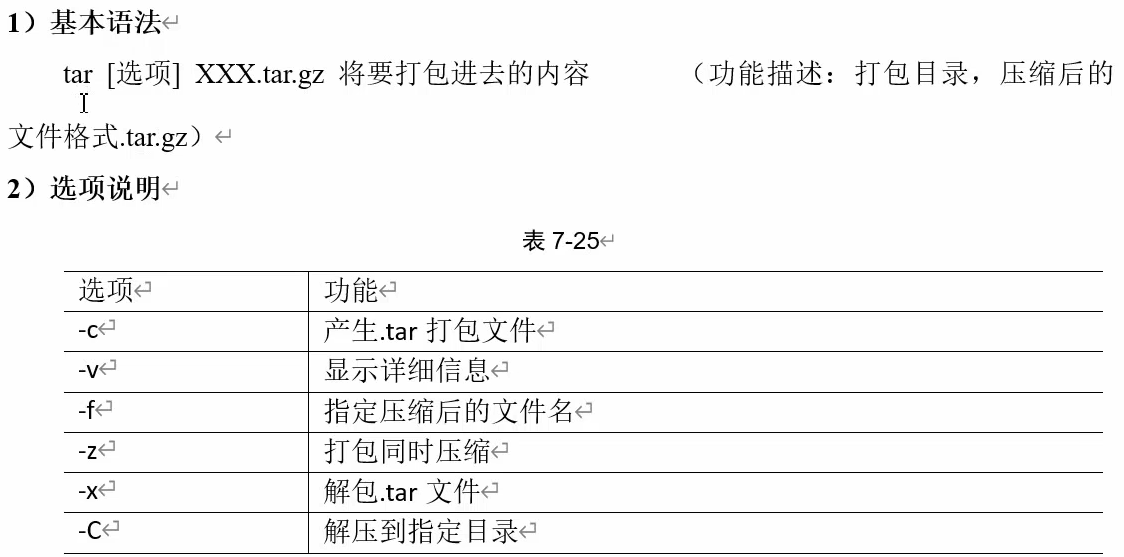 1）基本语法
tar [选项] XXX.tar.gz 将要打包进去的内容 （功能描述：打包目录，压缩后的
文件格式.tar.gz）
2）选项说明
表 7-25
选项 功能
-c 产生.tar 打包文件
-v 显示详细信息
-f 指定压缩后的文件名
-z 打包同时压缩
-x 解包.tar 文件
-C 解压到指定目录